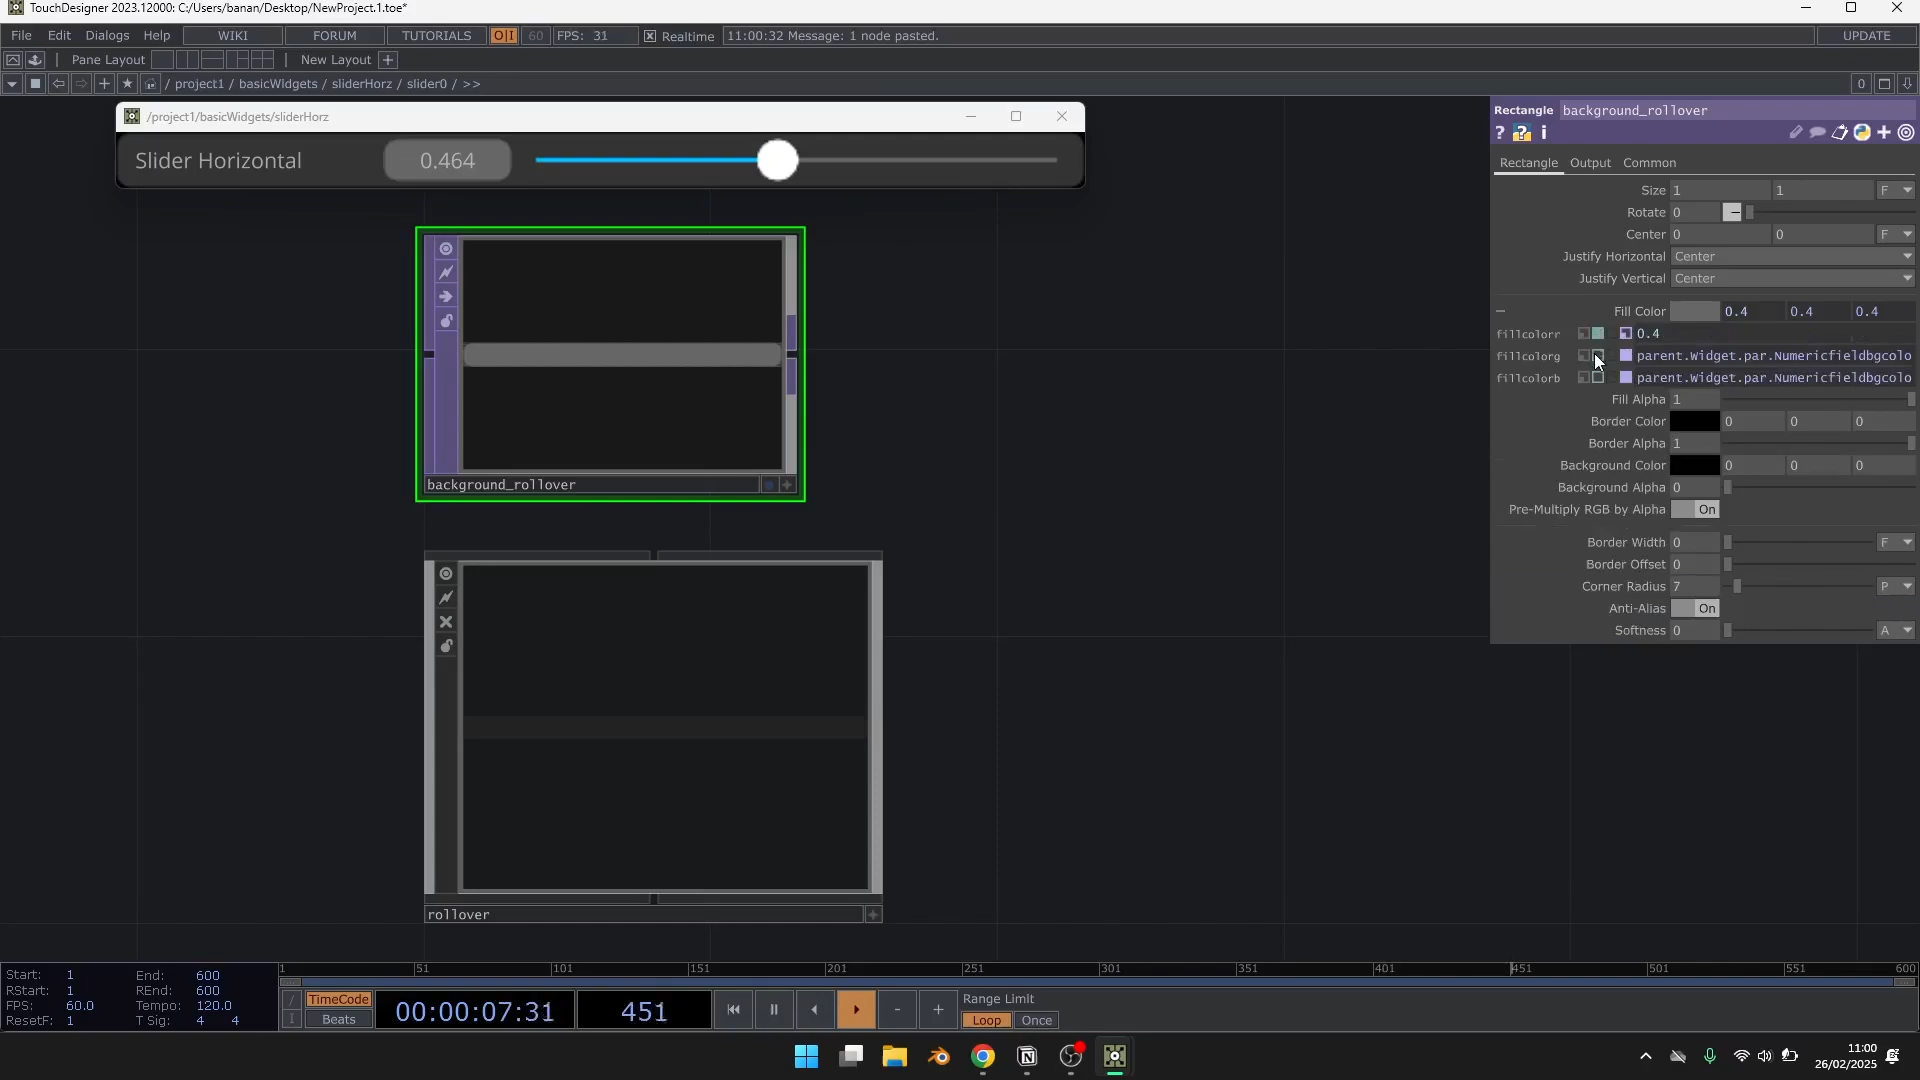 TouchDesigner 2023.12000: C:/Users/banan/Desktop/NewProject.1.toe*
File Edit Dialogs Help WIKI FORUM TUTORIALS O|I 60 FPS: 31 Realtime 11:00:32 Message: 1 node pasted. UPDATE
Pane Layout New Layout
/ project1 / basicWIdgets / sliderHorz / slider0 / >> 0
/project1/basicWidgets/sliderHorz
Slider Horizontal 0.464
background_rollover
rollover
Rectangle background_rollover
Rectangle Output Common
Size 1 1 F
Rotate 0
Center 0 0 F
Justify Horizontal Center
Justify Vertical Center
Fill Color 0.4 0.4 0.4
fillcolorr 0.4
fillcolorg parent.Widget.par.Numericfieldbgcolo
fillcolorb parent.Widget.par.Numericfieldbgcolo
Fill Alpha 1
Border Color 0 0 0
Border Alpha 1
Background Color 0 0 0
Background Alpha 0
Pre-Multiply RGB by Alpha On
Border Width 0 F
Border Offset 0
Corner Radius 7 P
Anti-Alias On
Softness 0 A
1 51 101 151 201 251 301 351 401 451 501 551 600
Start: 1 End: 600
RStart: 1 REnd: 600
FPS: 60.0 Tempo: 120.0
ResetF: 1 T Sig: 4 4
TimeCode
Beats
00:00:07:31 451
Range Limit
Loop Once
11:00
26/02/2025